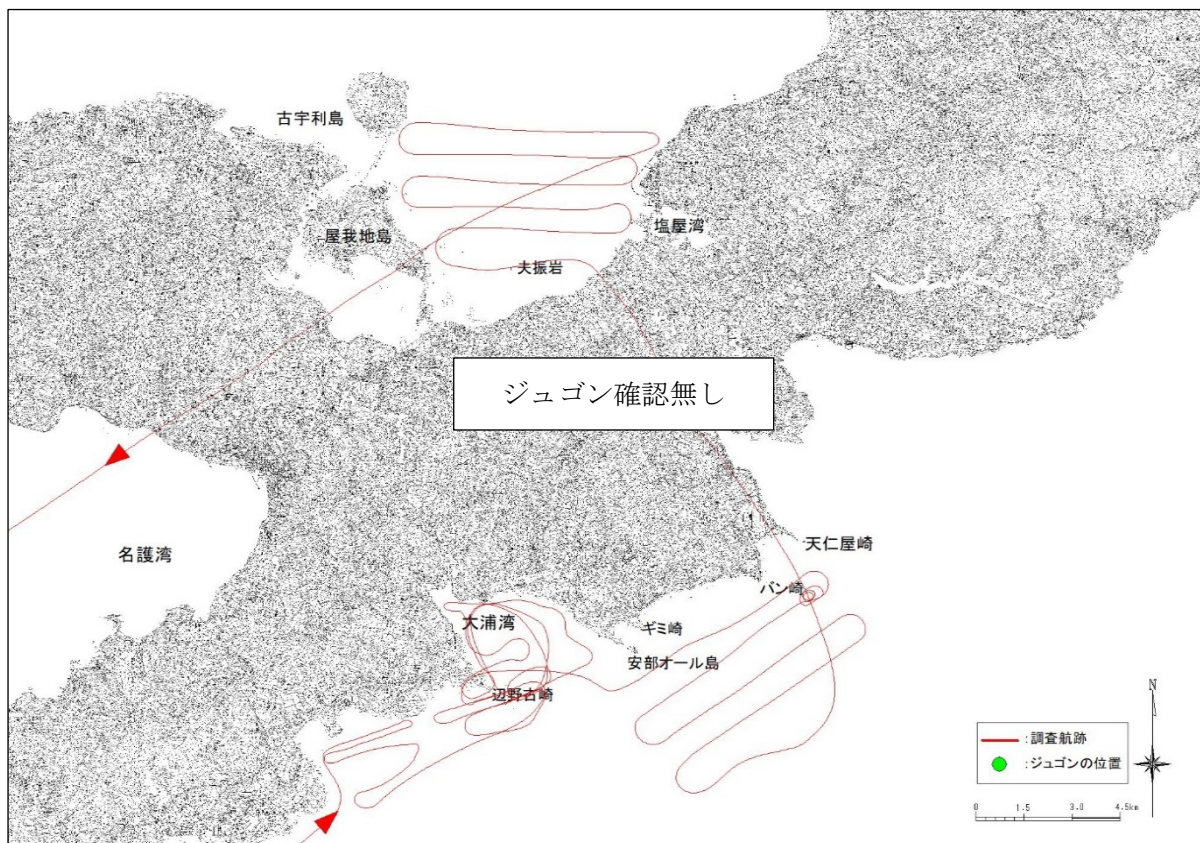 古宇利島
屋我地島
塩屋湾
夫振岩
ジュゴン確認無し
名護湾
天仁屋崎
バン崎
大浦湾
ギミ崎
安部オール島
辺野古崎
N
:調査航跡
:ジュゴンの位置
0 1.5 3.0 4.5km